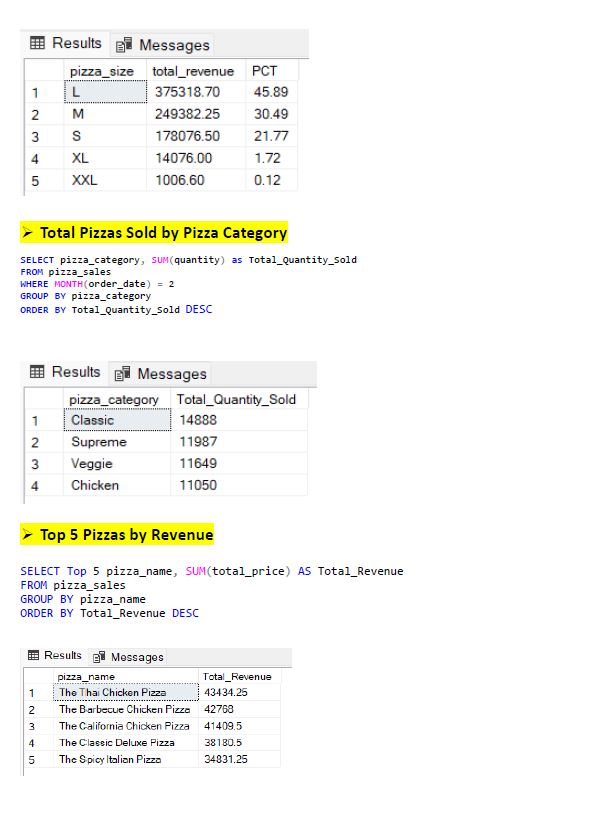 Results Messages
pizza_size total_revenue PCT
1 L 375318.70 45.89
2 M 249382.25 30.49
3 S 178076.50 21.77
4 XL 14076.00 1.72
5 XXL 1006.60 0.12
➢ Total Pizzas Sold by Pizza Category
SELECT pizza_category, SUM(quantity) as Total_Quantity_Sold
FROM pizza_sales
WHERE MONTH(order_date) = 2
GROUP BY pizza_category
ORDER BY Total_Quantity_Sold DESC
Results Messages
pizza_category Total_Quantity_Sold
1 Classic 14888
2 Supreme 11987
3 Veggie 11649
4 Chicken 11050
➢ Top 5 Pizzas by Revenue
SELECT Top 5 pizza_name, SUM(total_price) AS Total_Revenue
FROM pizza_sales
GROUP BY pizza_name
ORDER BY Total_Revenue DESC
Results Messages
pizza_name Total_Revenue
1 The Thai Chicken Pizza 43434.25
2 The Barbecue Chicken Pizza 42768
3 The California Chicken Pizza 41409.5
4 The Classic Deluxe Pizza 38180.5
5 The Spicy Italian Pizza 34831.25